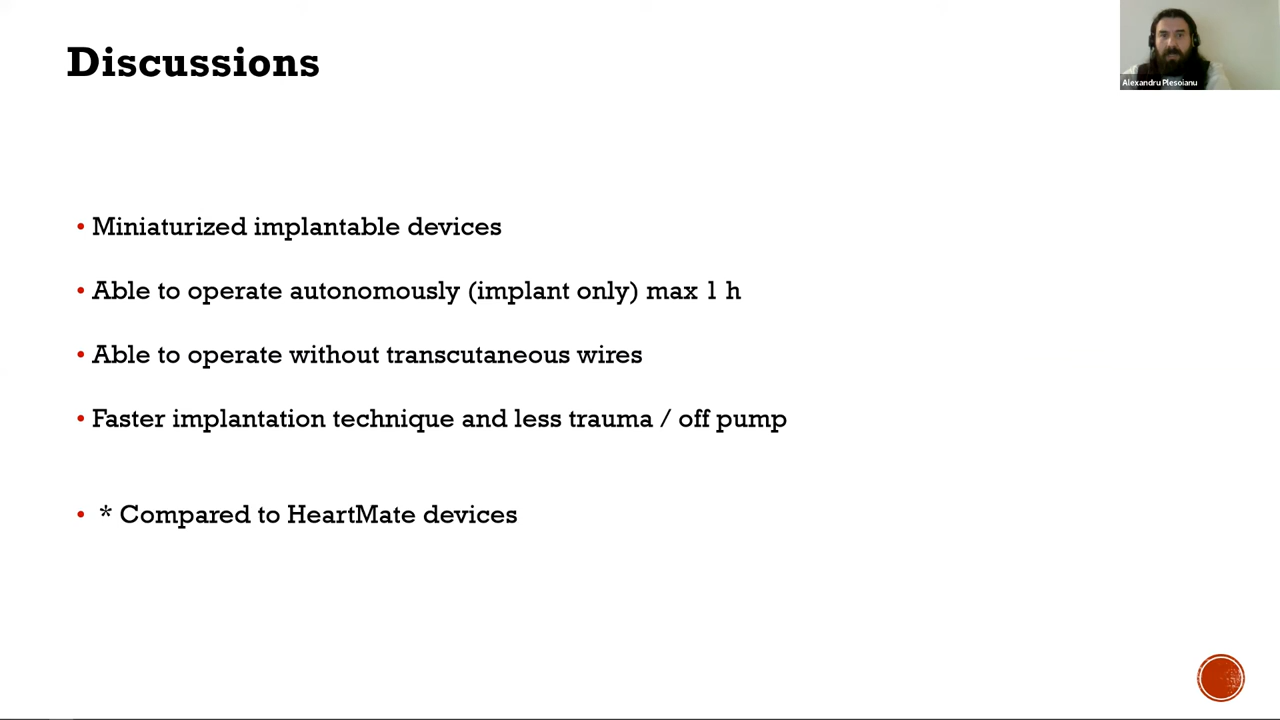 Discussions
Alexandru Plesoianu
• Miniaturized implantable devices
• Able to operate autonomously (implant only) max 1 h
• Able to operate without transcutaneous wires
• Faster implantation technique and less trauma / off pump
• * Compared to HeartMate devices